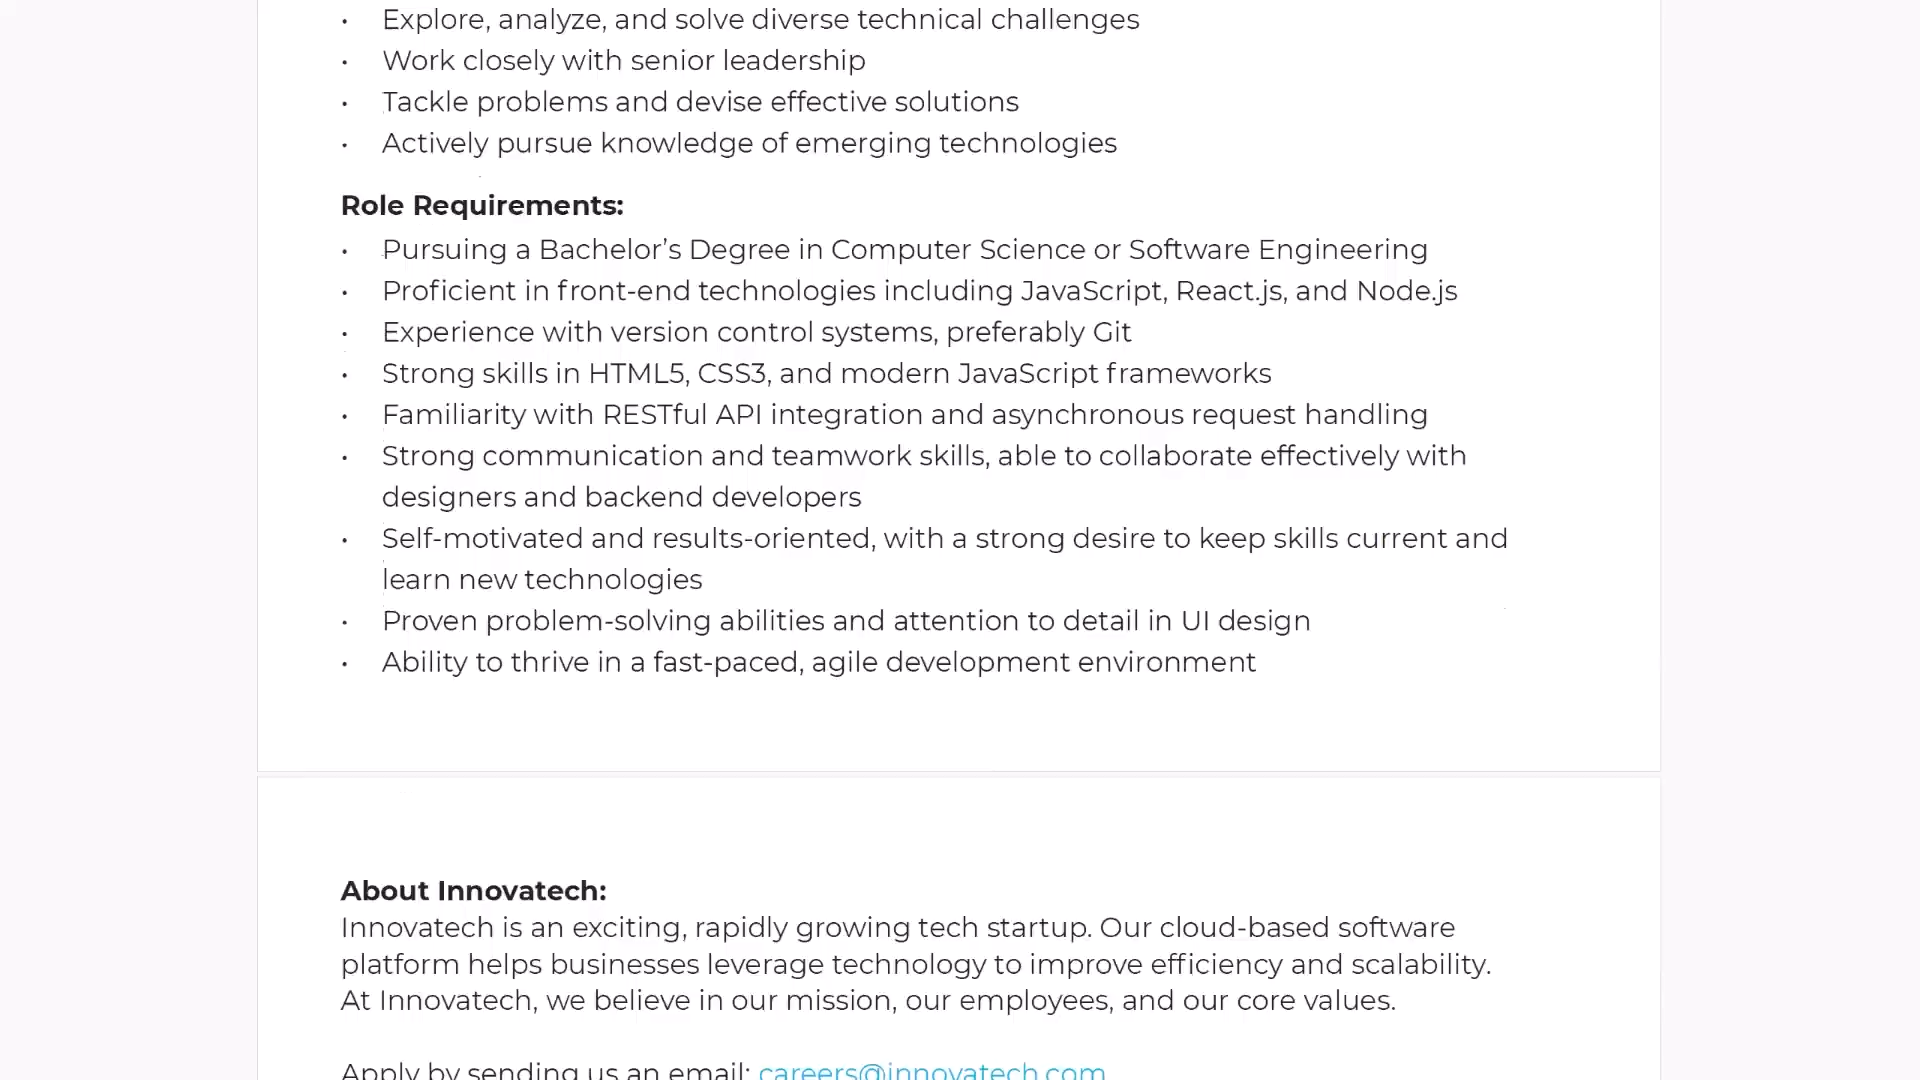 • Explore, analyze, and solve diverse technical challenges
• Work closely with senior leadership
• Tackle problems and devise effective solutions
• Actively pursue knowledge of emerging technologies
Role Requirements:
• Pursuing a Bachelor’s Degree in Computer Science or Software Engineering
• Proficient in front-end technologies including JavaScript, React.js, and Node.js
• Experience with version control systems, preferably Git
• Strong skills in HTML5, CSS3, and modern JavaScript frameworks
• Familiarity with RESTful API integration and asynchronous request handling
• Strong communication and teamwork skills, able to collaborate effectively with
designers and backend developers
• Self-motivated and results-oriented, with a strong desire to keep skills current and
learn new technologies
• Proven problem-solving abilities and attention to detail in UI design
• Ability to thrive in a fast-paced, agile development environment
About Innovatech:
Innovatech is an exciting, rapidly growing tech startup. Our cloud-based software
platform helps businesses leverage technology to improve efficiency and scalability.
At Innovatech, we believe in our mission, our employees, and our core values.
Apply by sending us an email: careers@innovatech.com